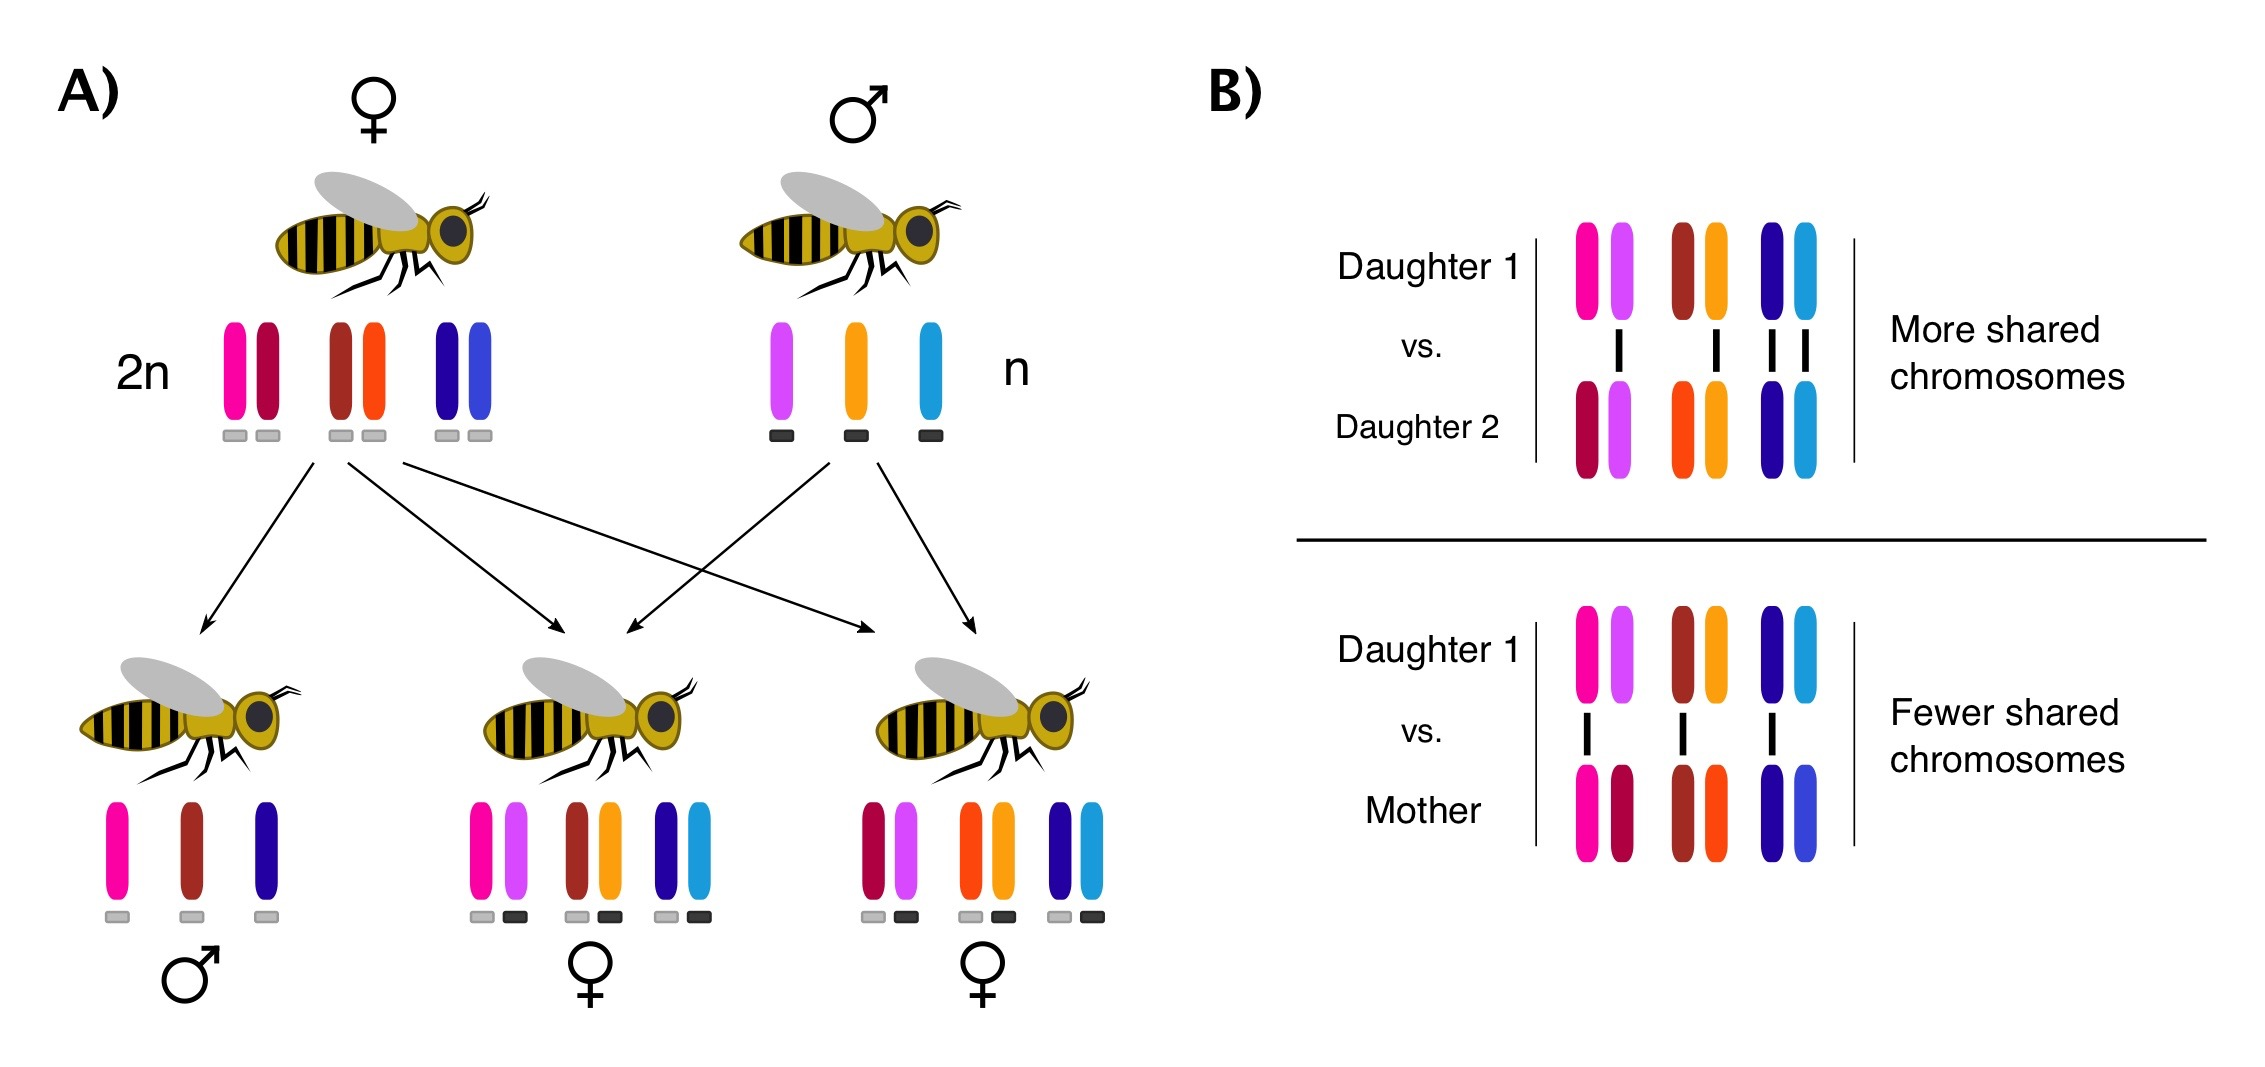 A)
♀
♂
2n
n
♂
♀
♀
B)
Daughter 1
vs.
Daughter 2
More shared
chromosomes
Daughter 1
vs.
Mother
Fewer shared
chromosomes